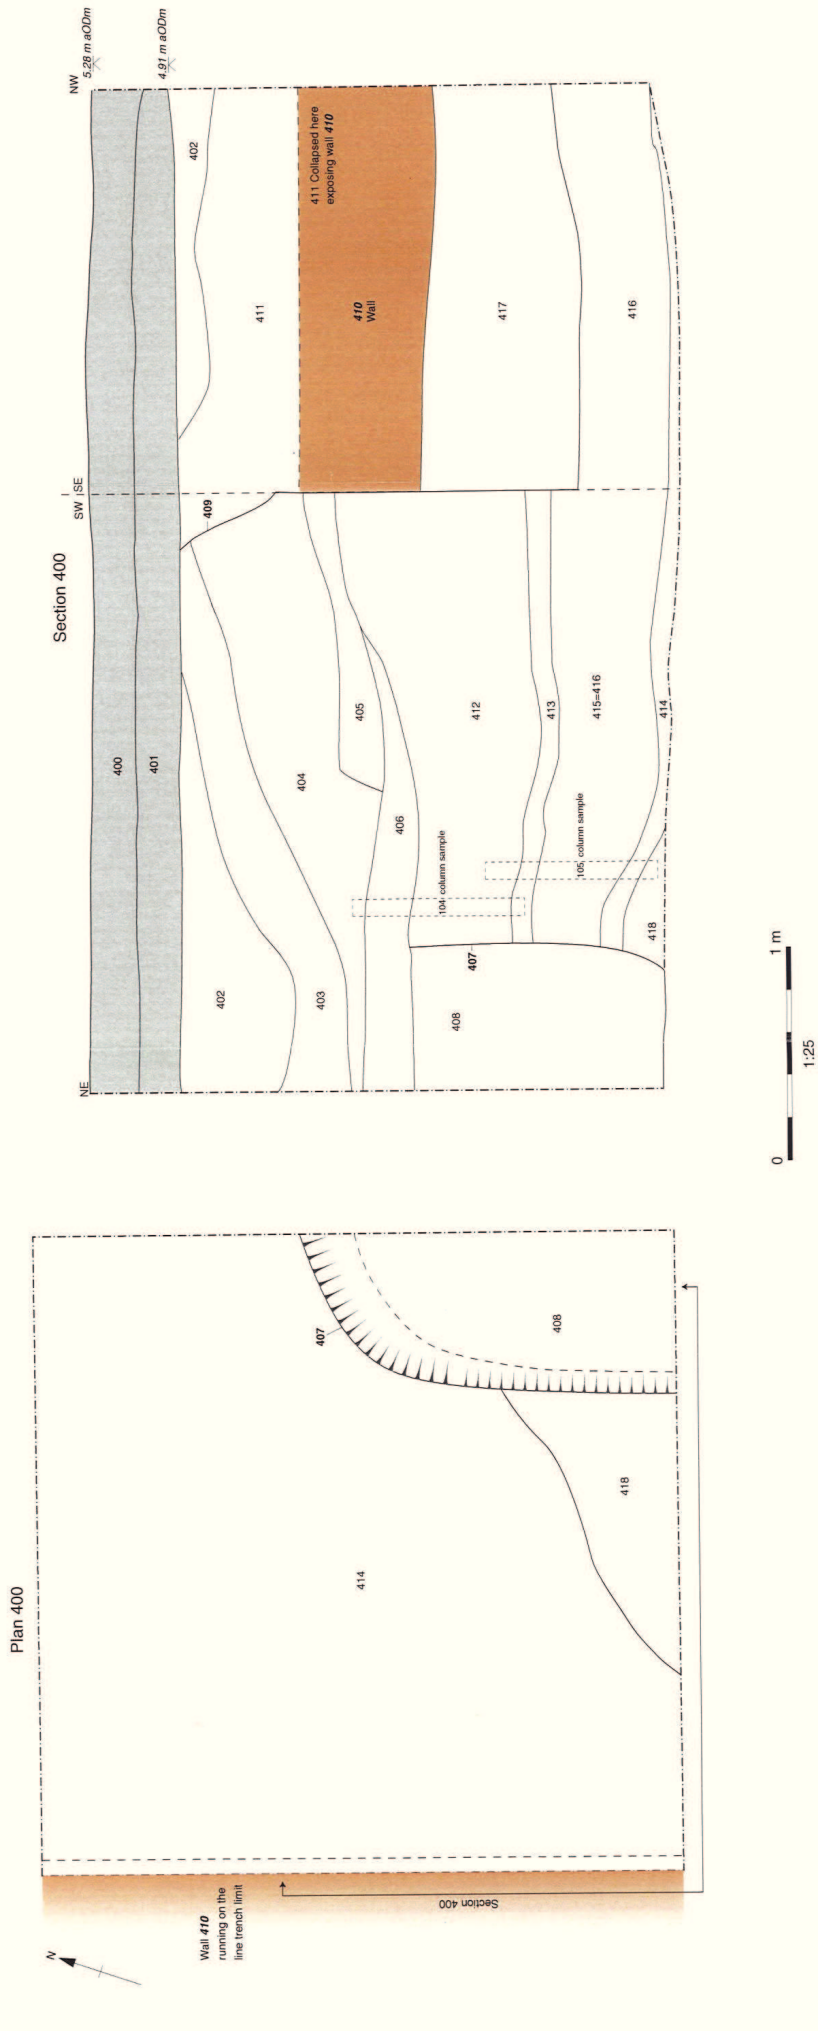 Plan 400
N
Wall 410
running on the
line trench limit
Section 400
414
418
407
408
0
1 m
1:25
Section 400
NE
SW
SE
NW
5.28 m aODm
4.91 m aODm
400
401
402
403
404
405
406
407
408
409
402
411
411 Collapsed here
exposing wall 410
410
Wall
412
413
415=416
414
418
417
416
104, column sample
105, column sample